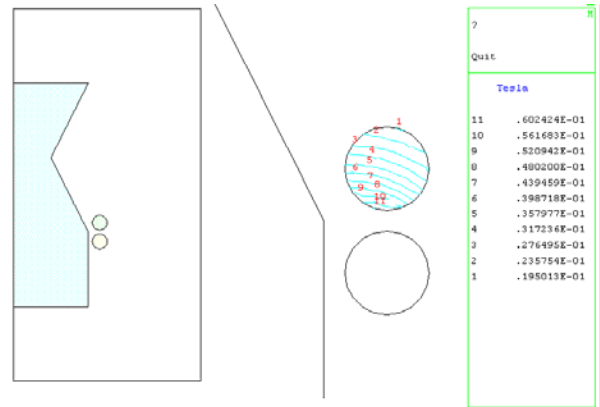 M
7
Quit
Tesla
11 .602424E-01
10 .561683E-01
9 .520942E-01
8 .480200E-01
7 .439459E-01
6 .398718E-01
5 .357977E-01
4 .317236E-01
3 .276495E-01
2 .235754E-01
1 .195013E-01
1
2
3
4
5
6
7
8
9
10
11